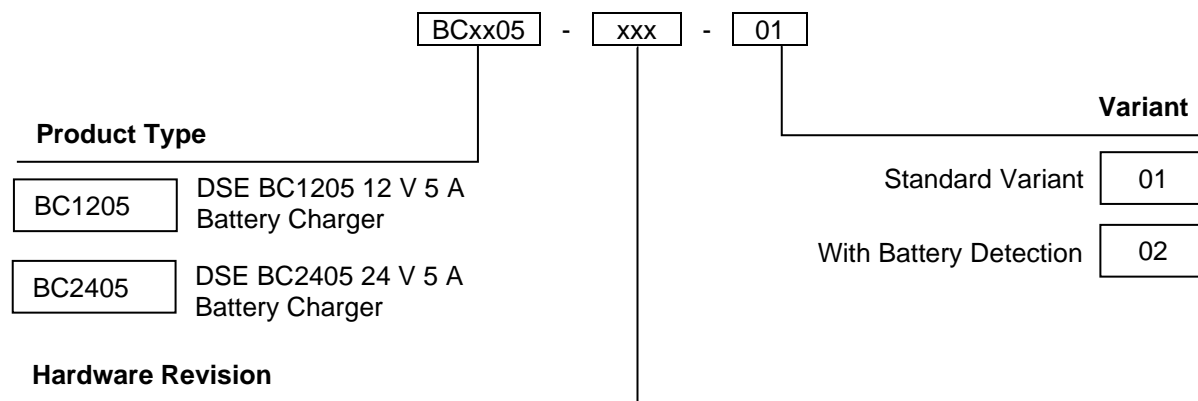 BCxx05 - xxx - 01
Variant
Product Type
BC1205 DSE BC1205 12 V 5 A
Battery Charger
Standard Variant 01
With Battery Detection 02
BC2405 DSE BC2405 24 V 5 A
Battery Charger
Hardware Revision